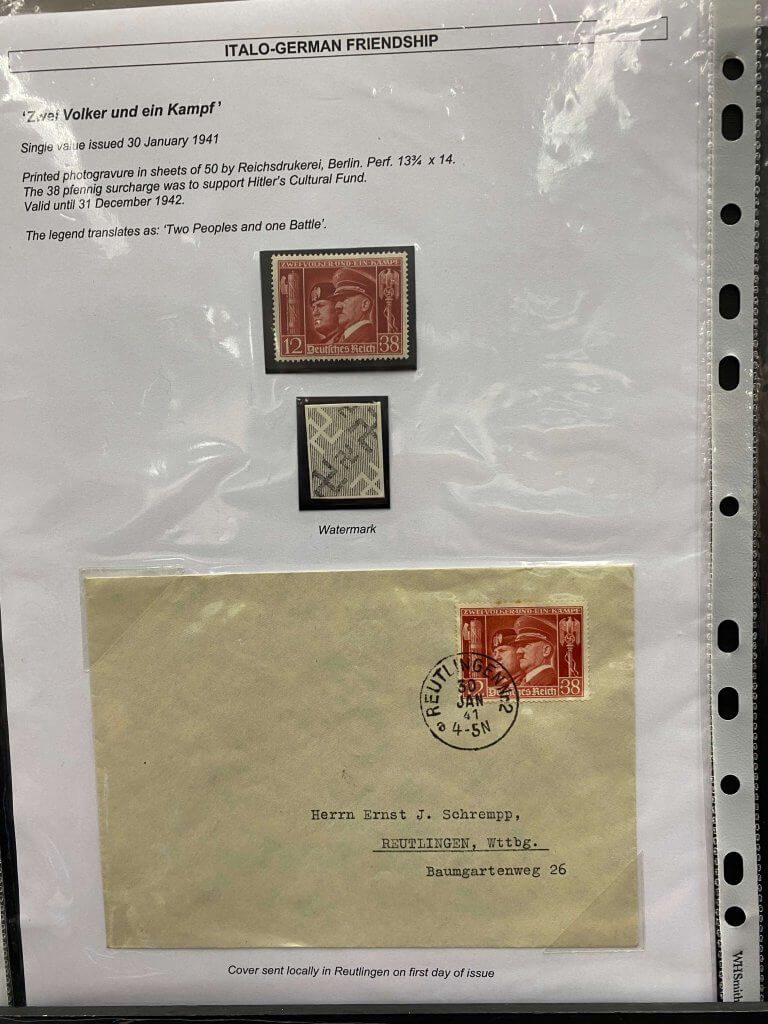 ITALO-GERMAN FRIENDSHIP
'Zwei Volker und ein Kampf'
Single value issued 30 January 1941
Printed photogravure in sheets of 50 by Reichsdrukerei, Berlin. Perf. 13¾ x 14.
The 38 pfennig surcharge was to support Hitler's Cultural Fund.
Valid until 31 December 1942.
The legend translates as: 'Two Peoples and one Battle'.
ZWEI·VOLKER·UND·EIN·KAMPF
12 Deutsches Reich 38
Watermark
ZWEI·VOLKER·UND·EIN·KAMPF
12 Deutsches Reich 38
REUTLINGEN Nr. 2
30
JAN
41
4-5N
a
Herrn Ernst J. Schrempp,
REUTLINGEN, Wttbg.
Baumgartenweg 26
Cover sent locally in Reutlingen on first day of issue
WHSmith